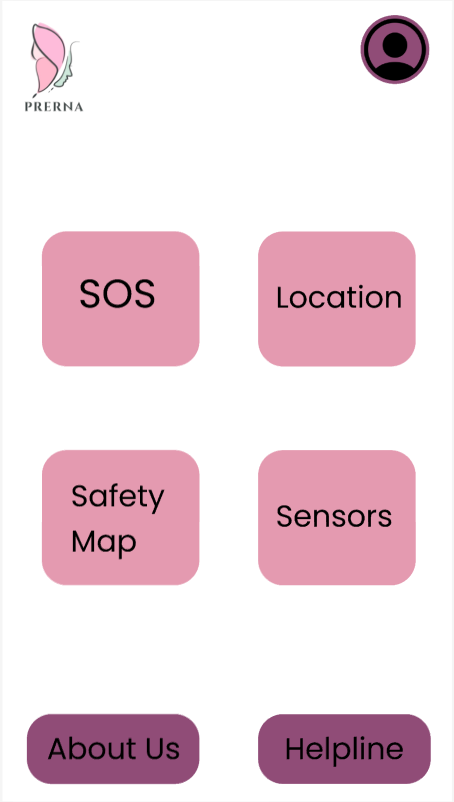 PRERNA
SOS
Location
Safety
Map
Sensors
About Us
Helpline